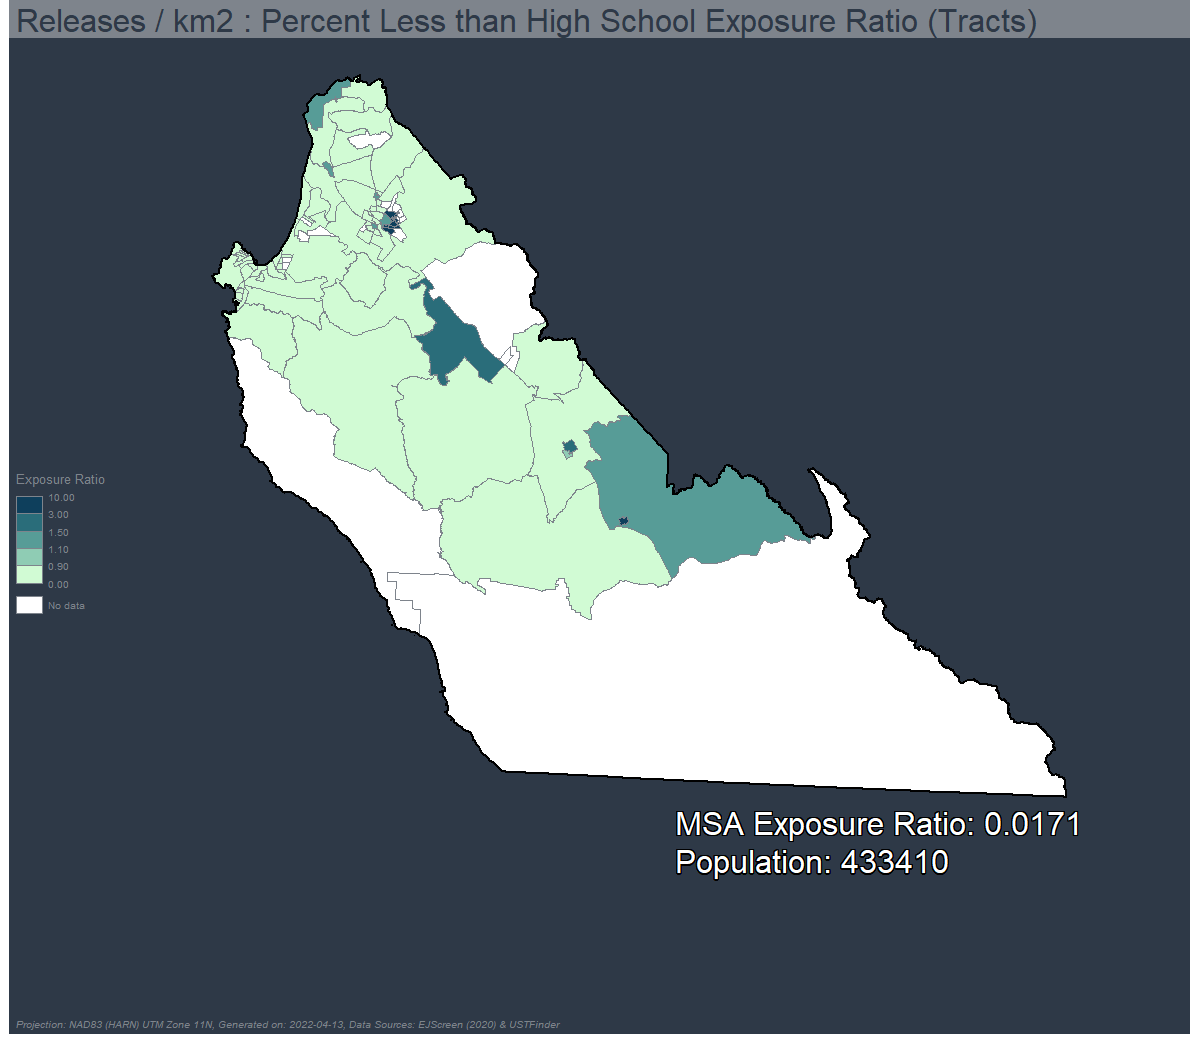 Releases / km2 : Percent Less than High School Exposure Ratio (Tracts)
Exposure Ratio
10.00
3.00
1.50
1.10
0.90
0.00
No data
MSA Exposure Ratio: 0.0171
Population: 433410
Projection: NAD83 (HARN) UTM Zone 11N, Generated on: 2022-04-13, Data Sources: EJScreen (2020) & USTFinder